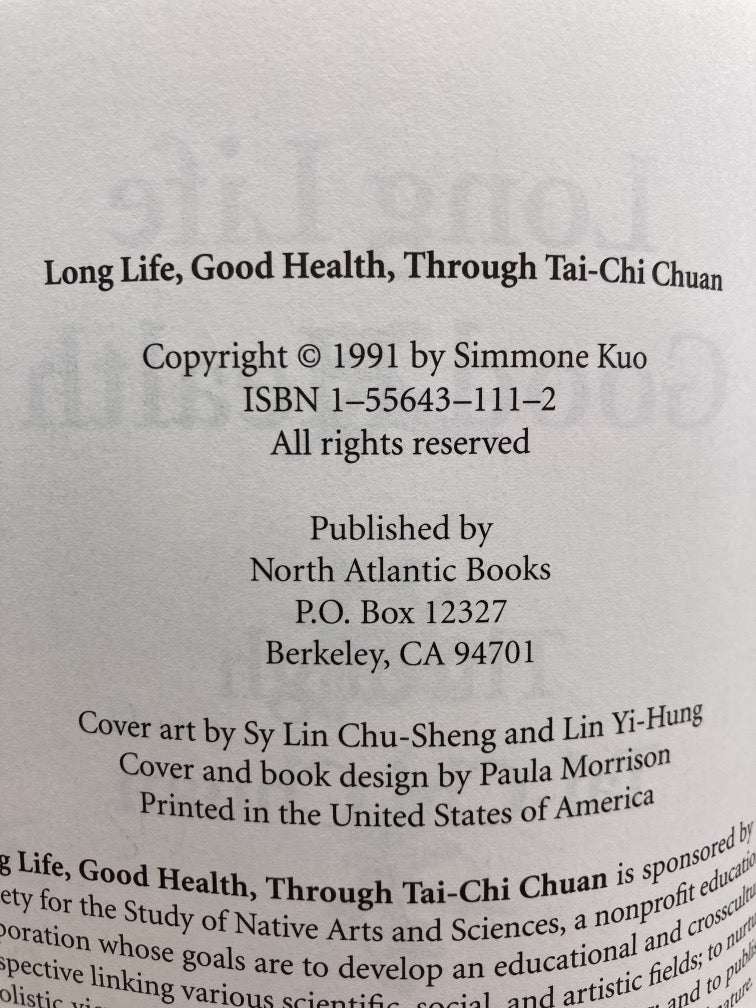 Long Life, Good Health, Through Tai-Chi Chuan
Copyright © 1991 by Simmone Kuo
ISBN 1–55643–111–2
All rights reserved
Published by
North Atlantic Books
P.O. Box 12327
Berkeley, CA 94701
Cover art by Sy Lin Chu-Sheng and Lin Yi-Hung
Cover and book design by Paula Morrison
Printed in the United States of America
g Life, Good Health, Through Tai-Chi Chuan is sponsored by
ety for the Study of Native Arts and Sciences, a nonprofit educatio
poration whose goals are to develop an educational and crosscultu
spective linking various scientific, social, and artistic fields; to nurtu
olistic and to publis